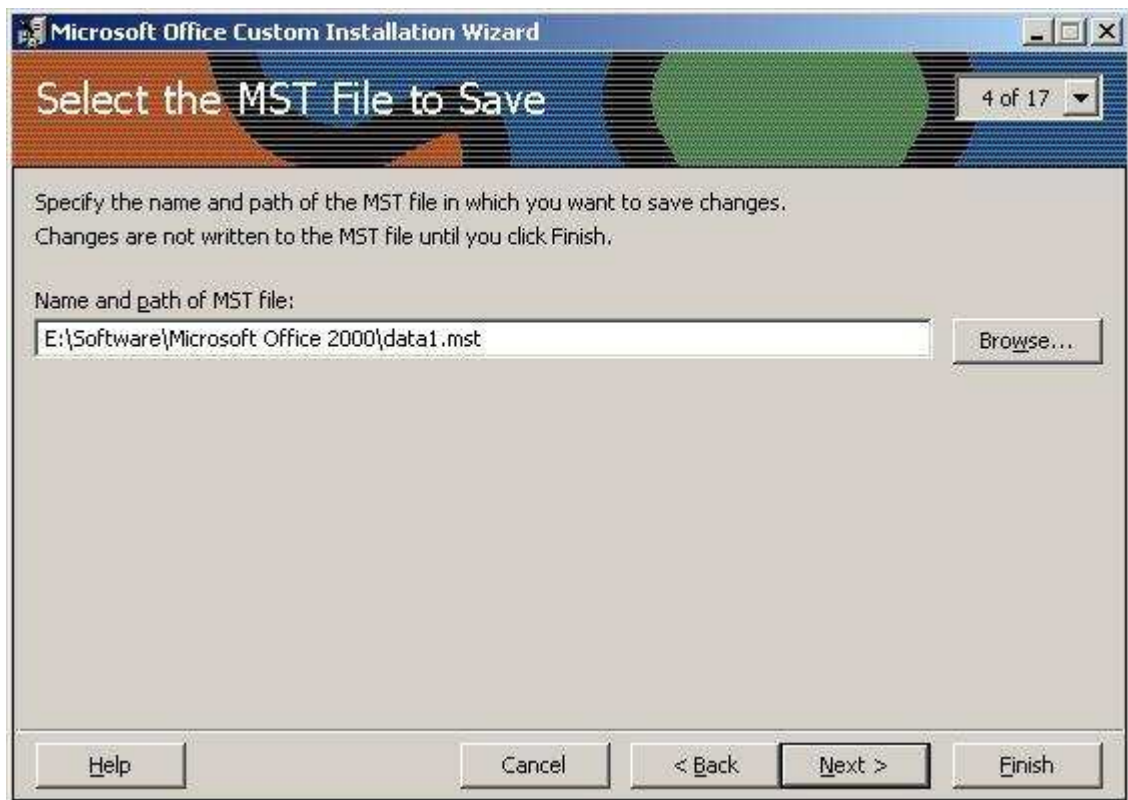 Microsoft Office Custom Installation Wizard
Select the MST File to Save
4 of 17
Specify the name and path of the MST file in which you want to save changes.
Changes are not written to the MST file until you click Finish.
Name and path of MST file:
E:\Software\Microsoft Office 2000\data1.mst
Browse...
Help
Cancel
< Back
Next >
Finish